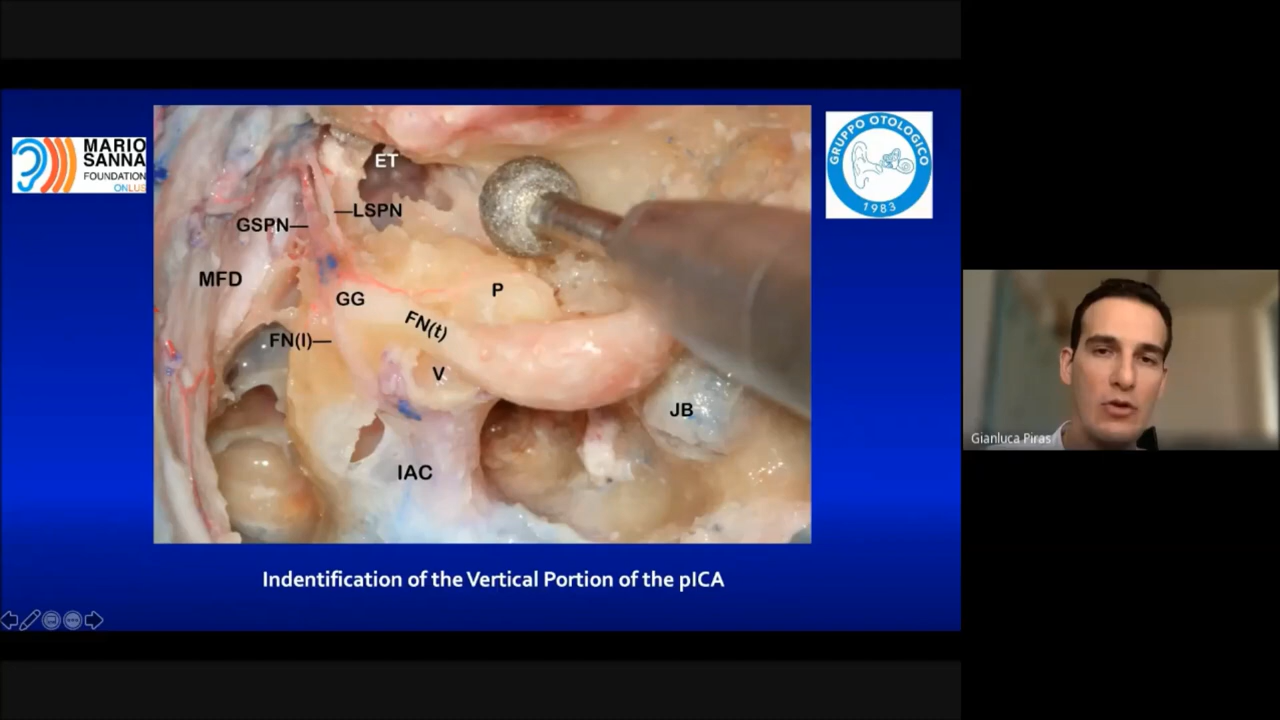 MARIO
SANNA
FOUNDATION
ONLUS
GRUPPO OTOLOGICO
1983
ET
LSPN
GSPN
MFD
GG
P
FN(t)
FN(l)
V
JB
IAC
Indentification of the Vertical Portion of the pICA
Gianluca Piras